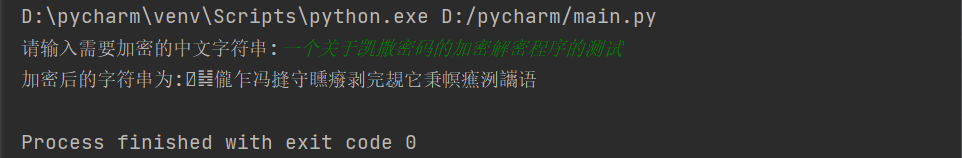 D:\pycharm\venv\Scripts\python.exe D:/pycharm/main.py
请输入需要加密的中文字符串:一个关于凯撒密码的加密解密程序的测试
加密后的字符串为:
Process finished with exit code 0